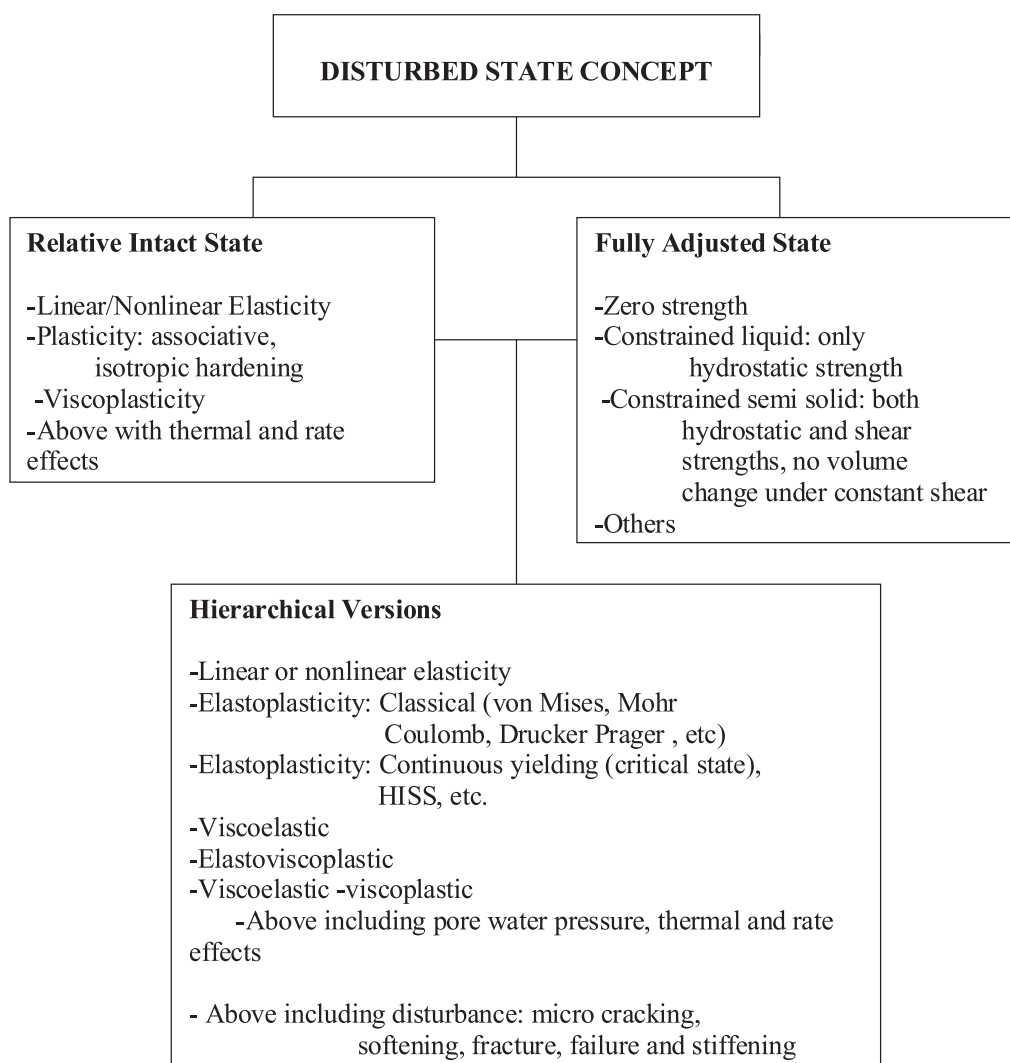 DISTURBED STATE CONCEPT
Relative Intact State
-Linear/Nonlinear Elasticity
-Plasticity: associative,
isotropic hardening
-Viscoplasticity
-Above with thermal and rate
effects
Fully Adjusted State
-Zero strength
-Constrained liquid: only
hydrostatic strength
-Constrained semi solid: both
hydrostatic and shear
strengths, no volume
change under constant shear
-Others
Hierarchical Versions
-Linear or nonlinear elasticity
-Elastoplasticity: Classical (von Mises, Mohr
Coulomb, Drucker Prager , etc)
-Elastoplasticity: Continuous yielding (critical state),
HISS, etc.
-Viscoelastic
-Elastoviscoplastic
-Viscoelastic -viscoplastic
-Above including pore water pressure, thermal and rate
effects
- Above including disturbance: micro cracking,
softening, fracture, failure and stiffening